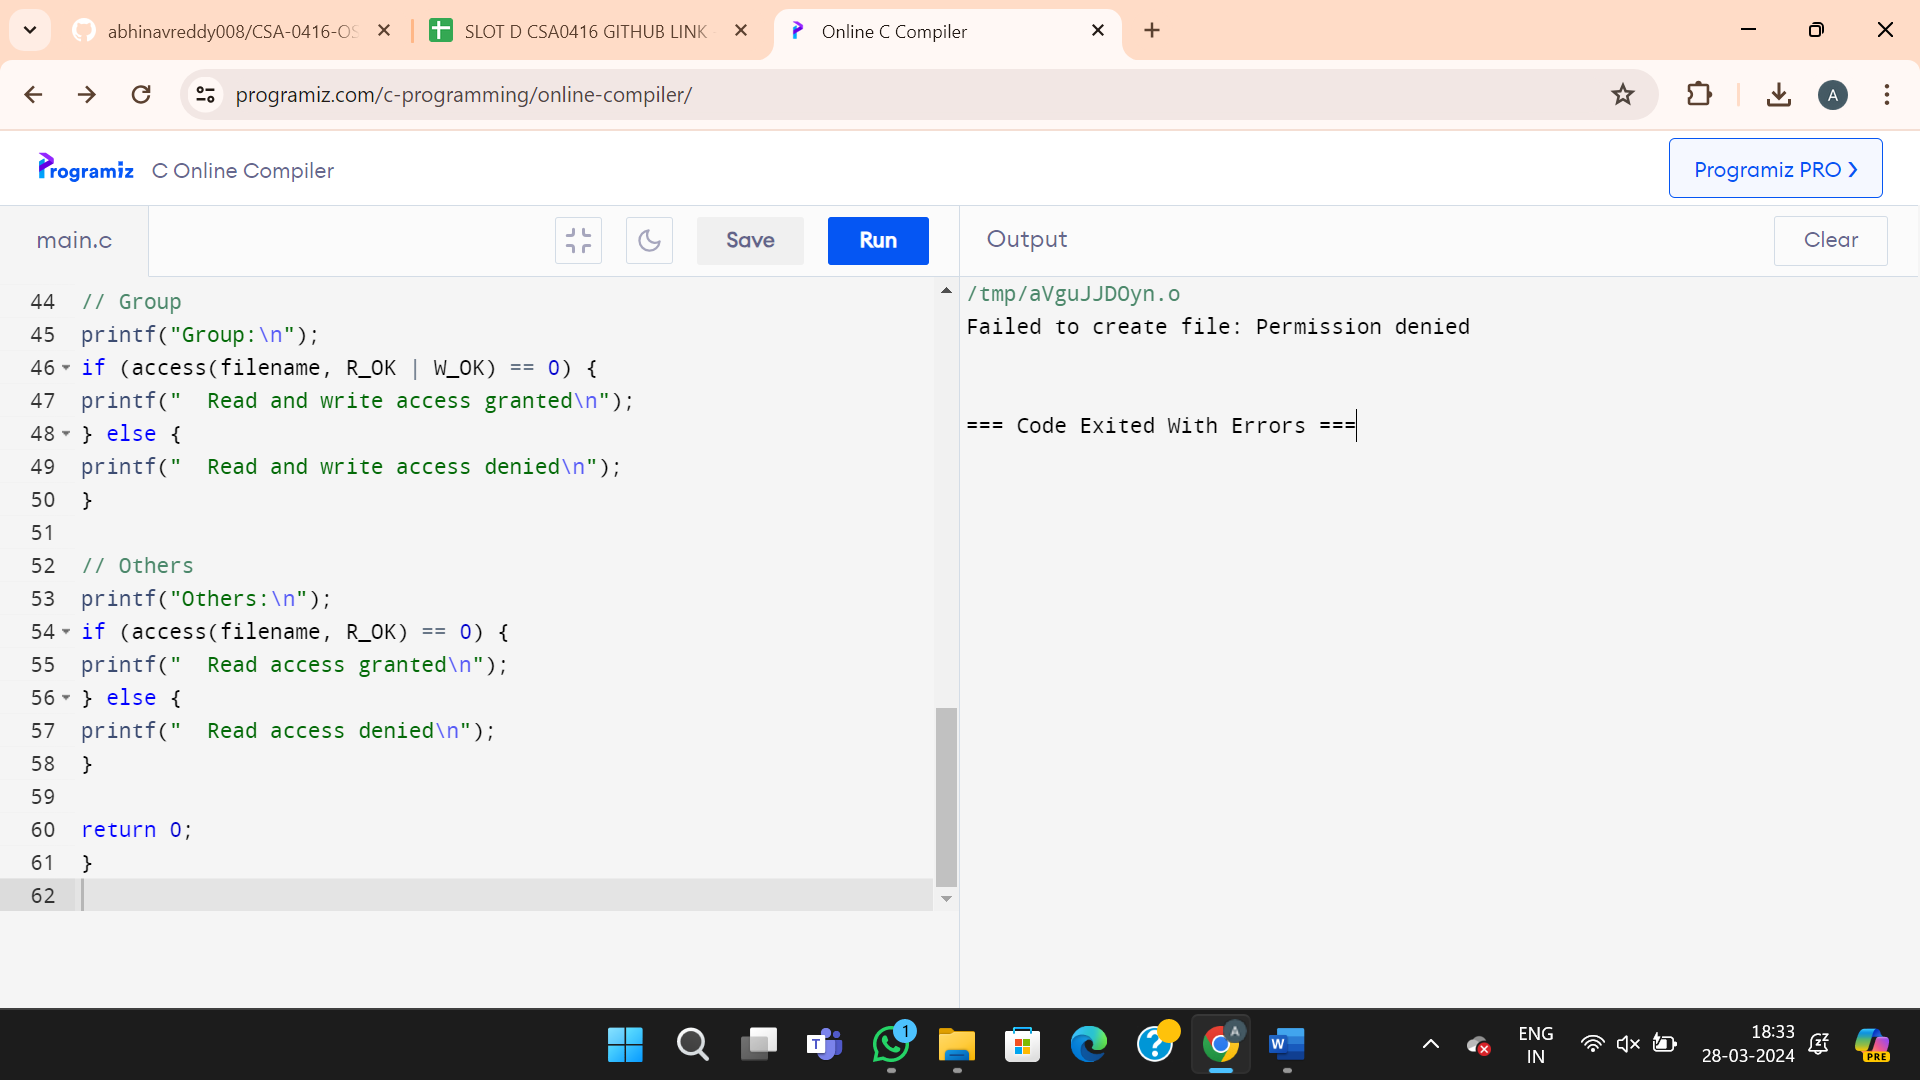 abhinavreddy008/CSA-0416-OS
SLOT D CSA0416 GITHUB LINK
Online C Compiler
programiz.com/c-programming/online-compiler/
A
Programiz
C Online Compiler
Programiz PRO
main.c
Save
Run
Output
Clear
44 // Group
45 printf("Group:\n");
46 if (access(filename, R_OK | W_OK) == 0) {
47 printf("  Read and write access granted\n");
48 } else {
49 printf("  Read and write access denied\n");
50 }
51
52 // Others
53 printf("Others:\n");
54 if (access(filename, R_OK) == 0) {
55 printf("  Read access granted\n");
56 } else {
57 printf("  Read access denied\n");
58 }
59
60 return 0;
61 }
62
/tmp/aVguJJDOyn.o
Failed to create file: Permission denied
=== Code Exited With Errors ===
T
1
A
W
ENG
IN
18:33
28-03-2024
PRE